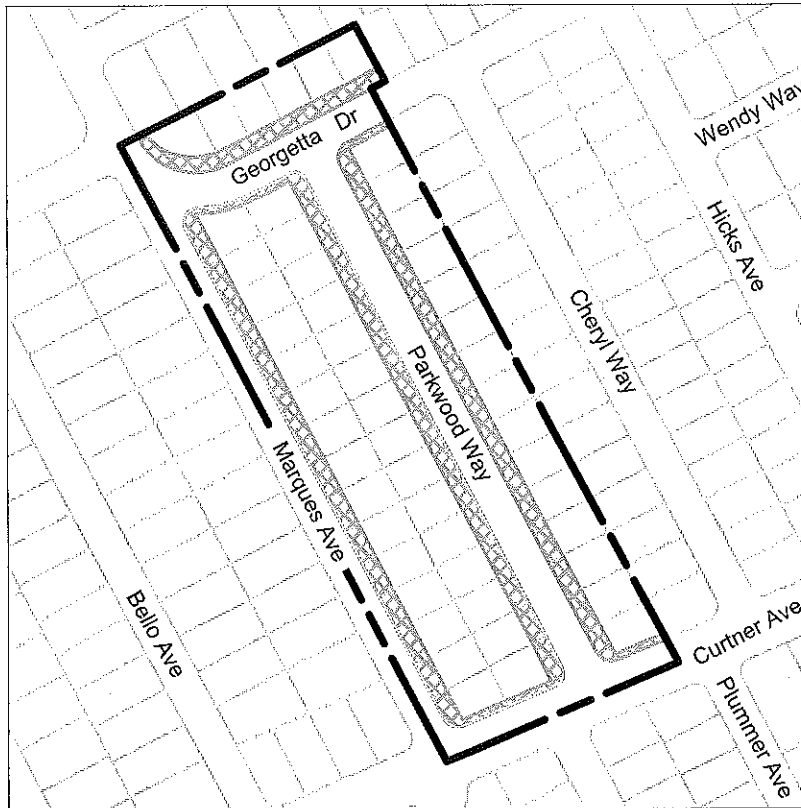 Georgetta Dr
Wendy Way
Hicks Ave
Cheryl Way
Parkwood Way
Marques Ave
Bello Ave
Curtner Ave
Plummer Ave